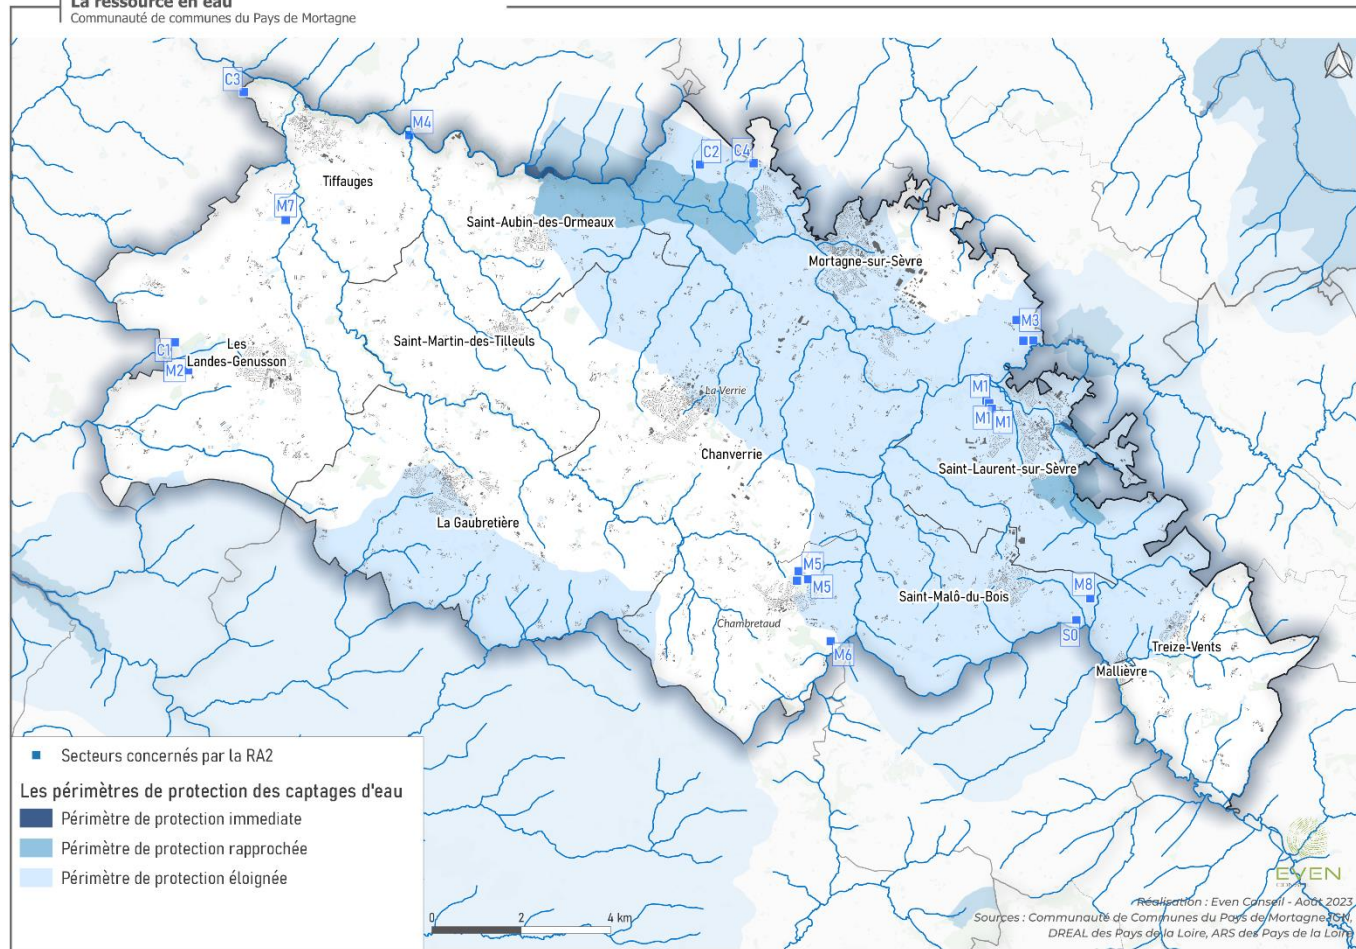 La ressource en eau
Communauté de communes du Pays de Mortagne
C3
M4
C2
C4
Tiffauges
M7
Saint-Aubin-des-Ormeaux
Mortagne-sur-Sèvre
M3
C1
Les
Landes-Genusson
M2
Saint-Martin-des-Tilleuls
La Verrie
M1
M1
M1
Chanverrie
Saint-Laurent-sur-Sèvre
La Gaubretière
M5
M5
Saint-Malô-du-Bois
M8
Chambretaud
S0
M6
Treize-Vents
Mallièvre
Secteurs concernés par la RA2
Les périmètres de protection des captages d'eau
Périmètre de protection immediate
Périmètre de protection rapprochée
Périmètre de protection éloignée
0 2 4 km
EVEN
CONSEIL
Réalisation : Even Conseil - Août 2023
Sources : Communauté de Communes du Pays de Mortagne, IGN,
DREAL des Pays de la Loire, ARS des Pays de la Loire